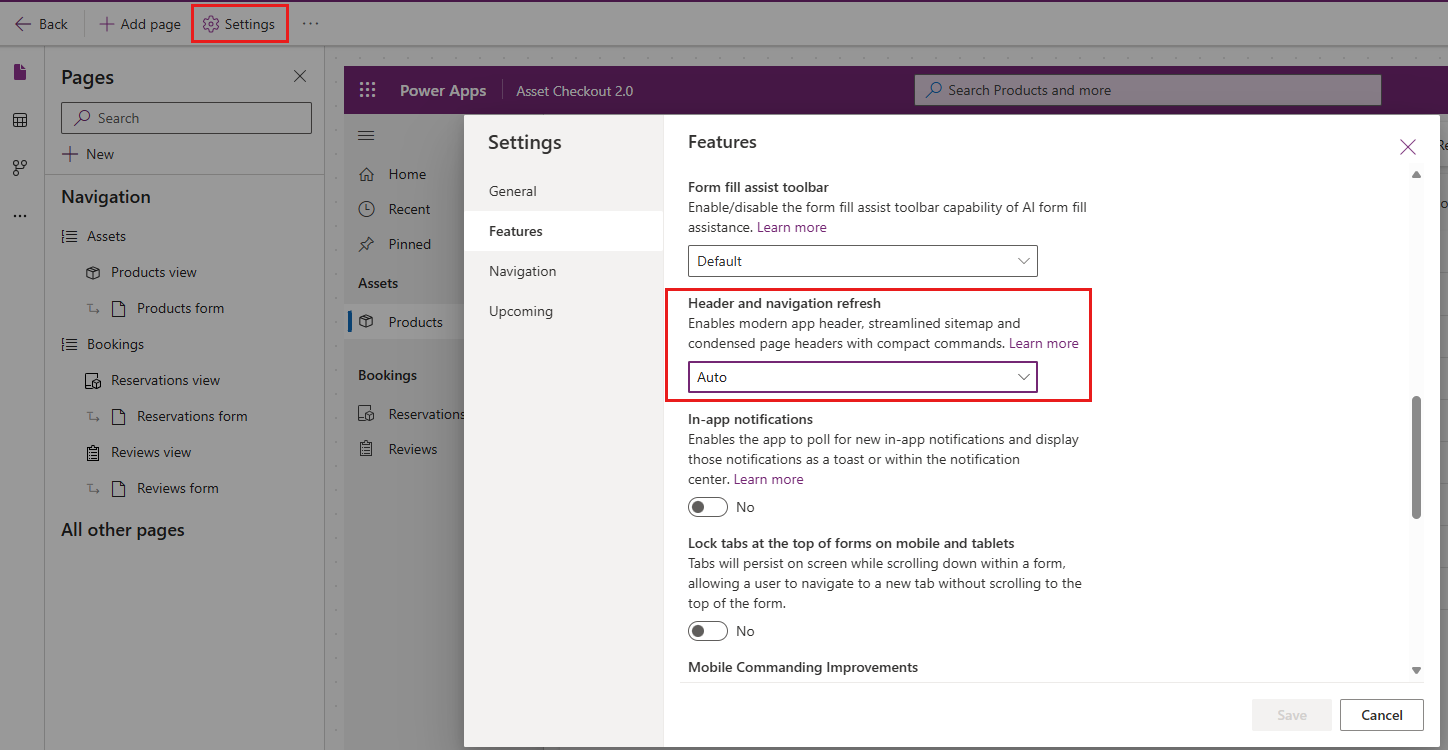 Back
Add page
Settings
Pages
Search
New
Navigation
Assets
Products view
Products form
Bookings
Reservations view
Reservations form
Reviews view
Reviews form
All other pages
Power Apps
Asset Checkout 2.0
Search Products and more
Home
Recent
Pinned
Assets
Products
Bookings
Reservations
Reviews
Settings
General
Features
Navigation
Upcoming
Features
Form fill assist toolbar
Enable/disable the form fill assist toolbar capability of AI form fill
assistance. Learn more
Default
Header and navigation refresh
Enables modern app header, streamlined sitemap and
condensed page headers with compact commands. Learn more
Auto
In-app notifications
Enables the app to poll for new in-app notifications and display
those notifications as a toast or within the notification
center. Learn more
No
Lock tabs at the top of forms on mobile and tablets
Tabs will persist on screen while scrolling down within a form,
allowing a user to navigate to a new tab without scrolling to the
top of the form.
No
Mobile Commanding Improvements
Save
Cancel